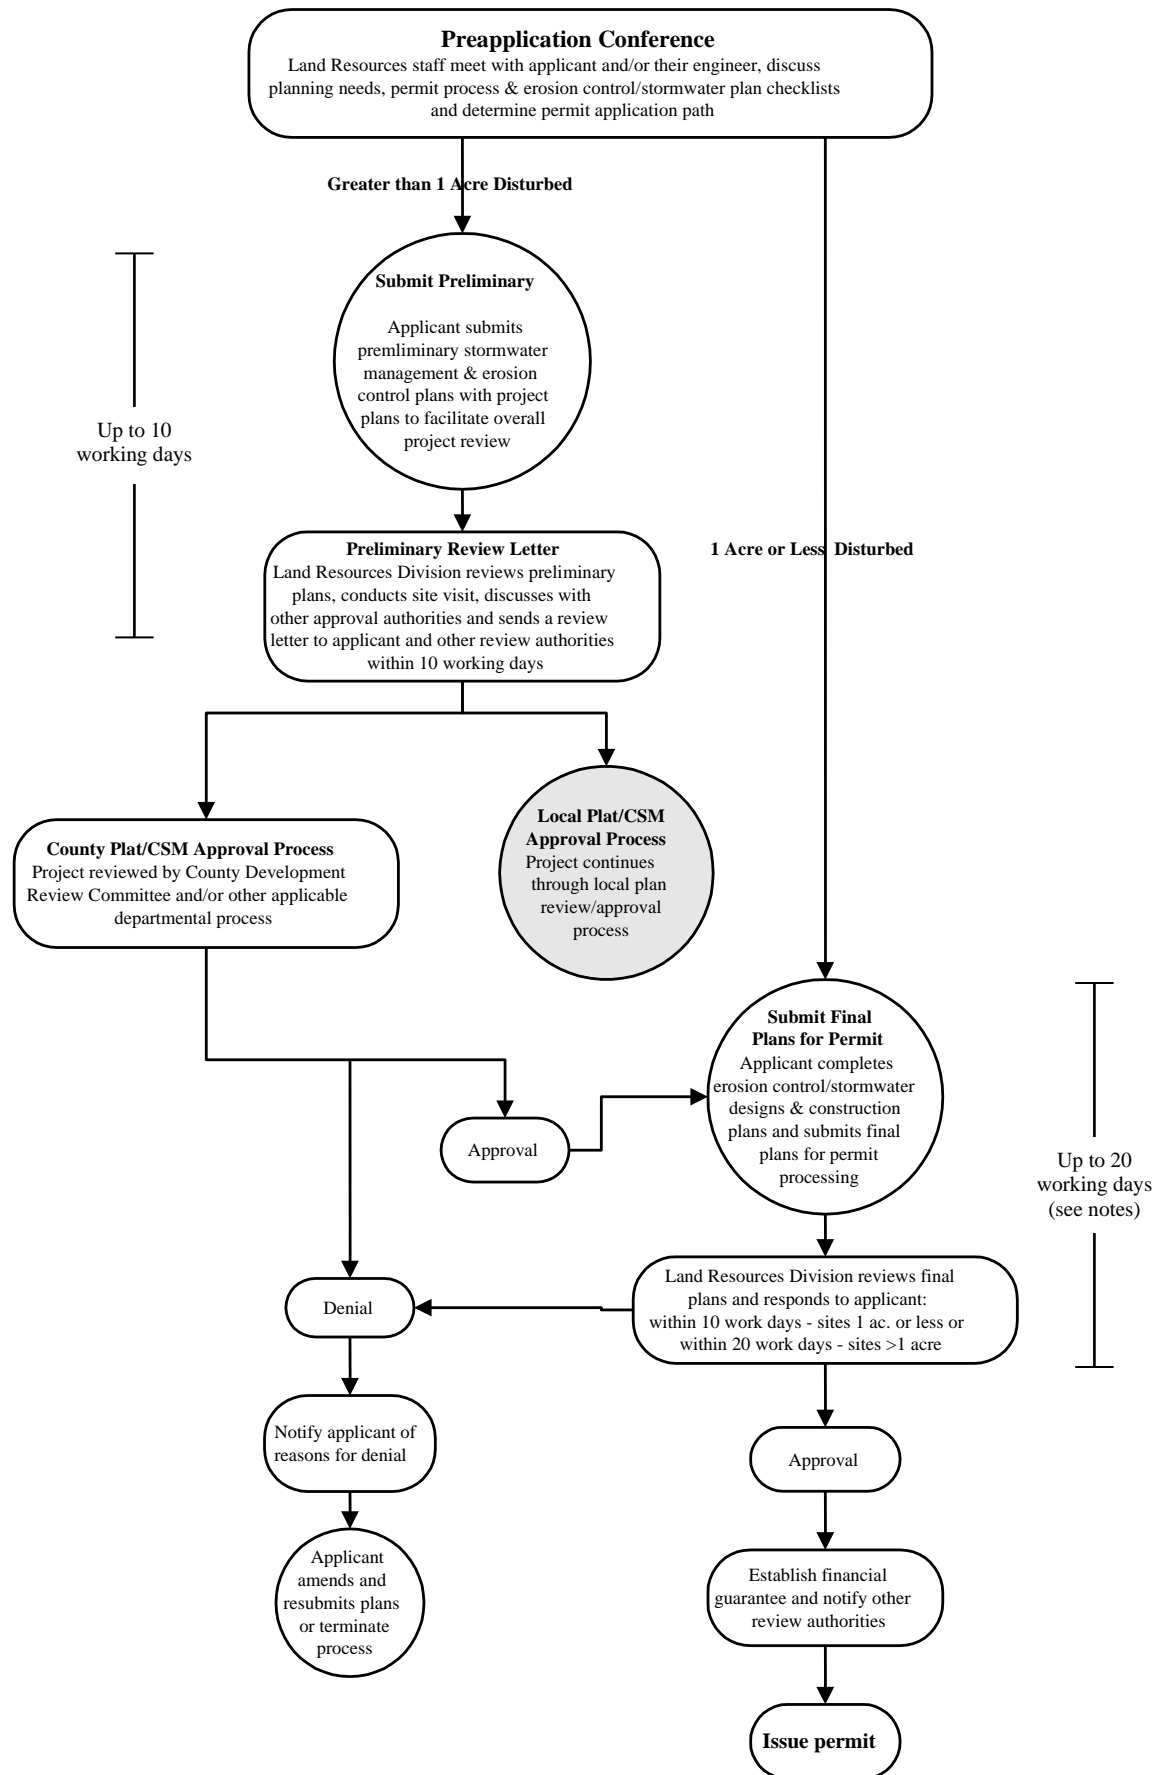 Preapplication Conference
Land Resources staff meet with applicant and/or their engineer, discuss
planning needs, permit process & erosion control/stormwater plan checklists
and determine permit application path
Greater than 1 Acre Disturbed
Submit Preliminary
Applicant submits
premliminary stormwater
management & erosion
control plans with project
plans to facilitate overall
project review
Up to 10
working days
Preliminary Review Letter
Land Resources Division reviews preliminary
plans, conducts site visit, discusses with
other approval authorities and sends a review
letter to applicant and other review authorities
within 10 working days
1 Acre or Less Disturbed
County Plat/CSM Approval Process
Project reviewed by County Development
Review Committee and/or other applicable
departmental process
Local Plat/CSM
Approval Process
Project continues
through local plan
review/approval
process
Submit Final
Plans for Permit
Applicant completes
erosion control/stormwater
designs & construction
plans and submits final
plans for permit
processing
Approval
Up to 20
working days
(see notes)
Denial
Land Resources Division reviews final
plans and responds to applicant:
within 10 work days - sites 1 ac. or less or
within 20 work days - sites >1 acre
Notify applicant of
reasons for denial
Approval
Applicant
amends and
resubmits plans
or terminate
process
Establish financial
guarantee and notify other
review authorities
Issue permit